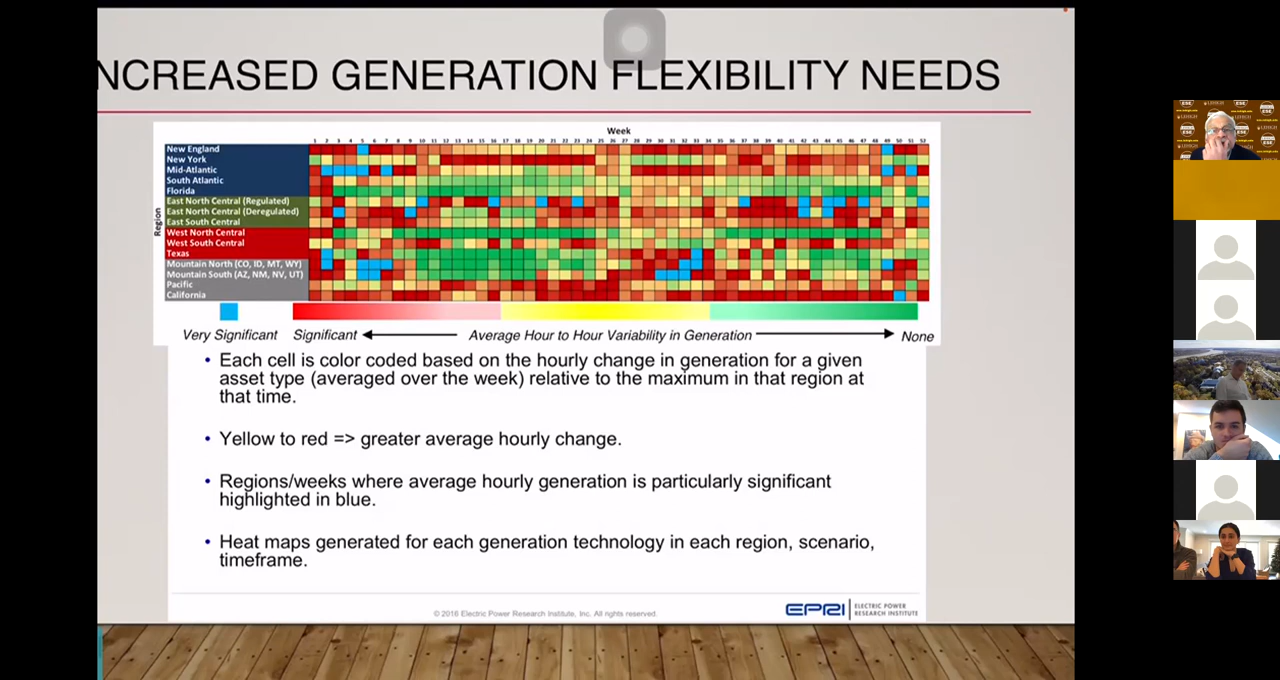 NCREASED GENERATION FLEXIBILITY NEEDS
Week
1 2 3 4 5 6 7 8 9 10 11 12 13 14 15 16 17 18 19 20 21 22 23 24 25 26 27 28 29 30 31 32 33 34 35 36 37 38 39 40 41 42 43 44 45 46 47 48 49 50 51 52
Region
New England
New York
Mid-Atlantic
South Atlantic
Florida
East North Central (Regulated)
East North Central (Deregulated)
East South Central
West North Central
West South Central
Texas
Mountain North (CO, ID, MT, WY)
Mountain South (AZ, NM, NV, UT)
Pacific
California
Very Significant Significant Average Hour to Hour Variability in Generation None
• Each cell is color coded based on the hourly change in generation for a given
asset type (averaged over the week) relative to the maximum in that region at
that time.
• Yellow to red => greater average hourly change.
• Regions/weeks where average hourly generation is particularly significant
highlighted in blue.
• Heat maps generated for each generation technology in each region, scenario,
timeframe.
© 2016 Electric Power Research Institute, Inc. All rights reserved.
EPRI
ELECTRIC POWER
RESEARCH INSTITUTE